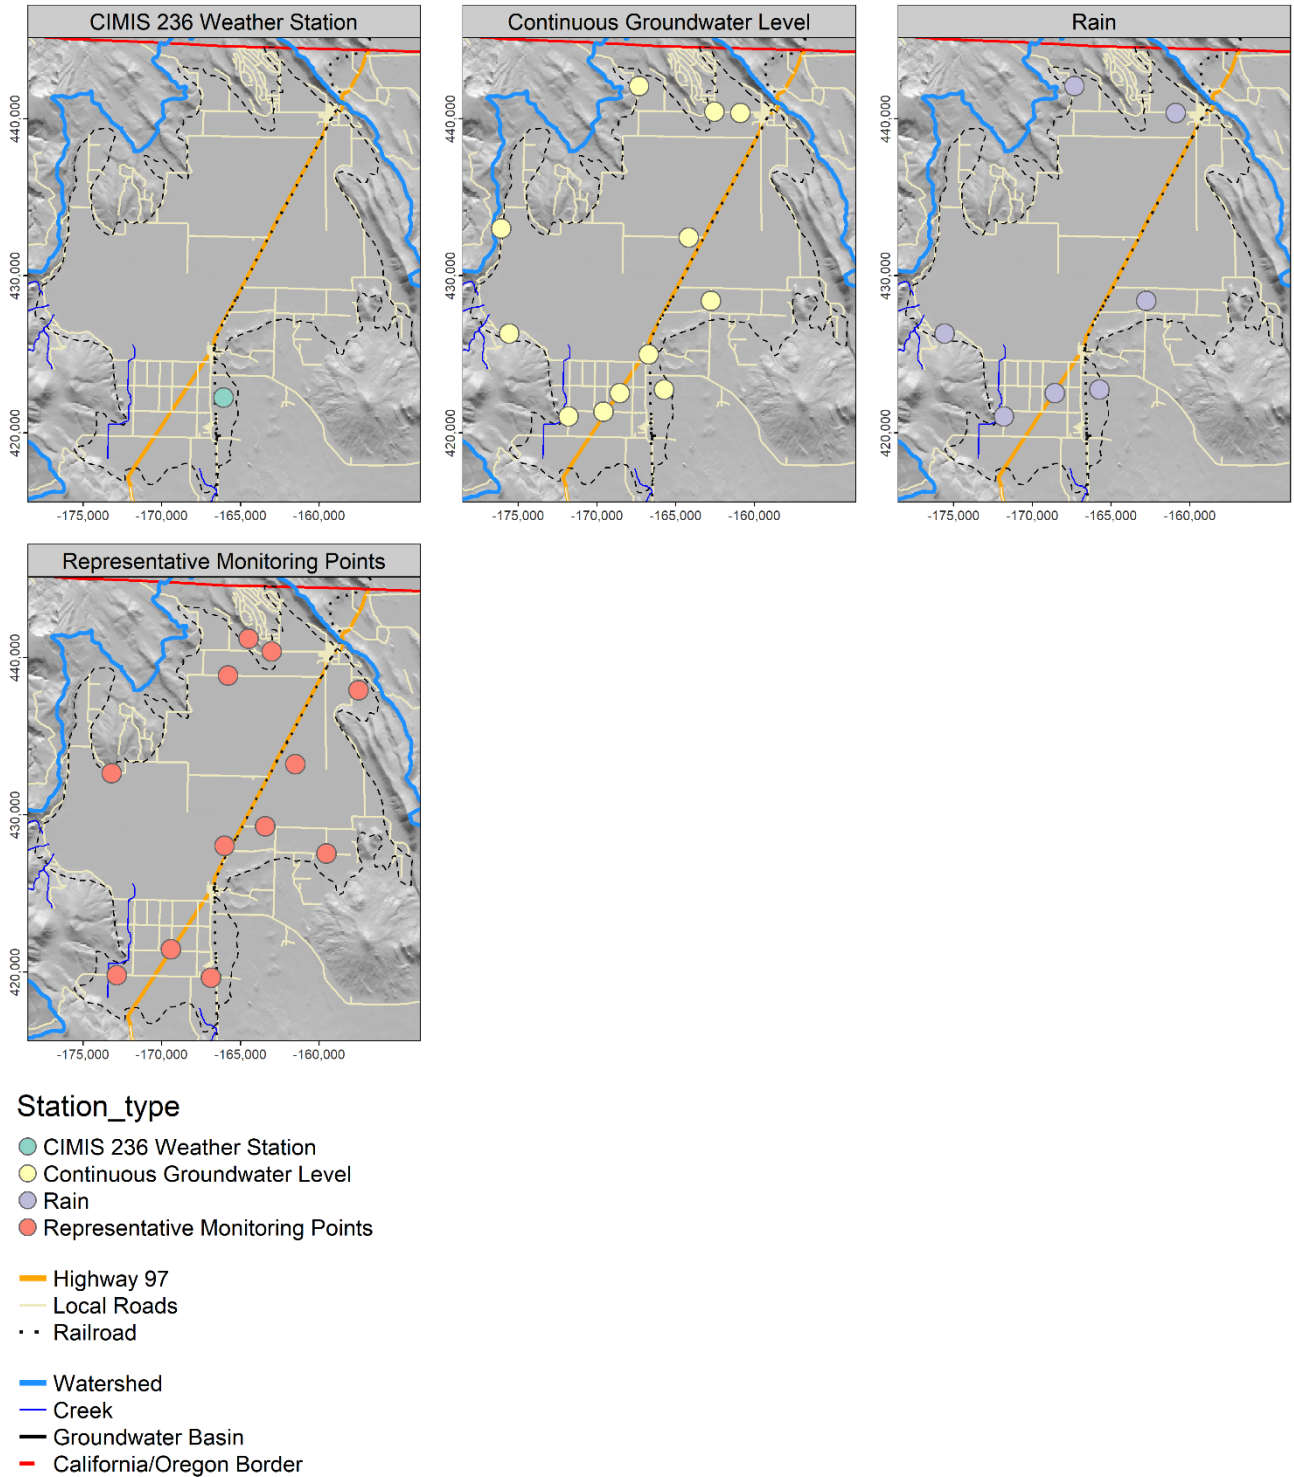 CIMIS 236 Weather Station
Continuous Groundwater Level
Rain
440,000
430,000
420,000
-175,000 -170,000 -165,000 -160,000
440,000
430,000
420,000
-175,000 -170,000 -165,000 -160,000
440,000
430,000
420,000
-175,000 -170,000 -165,000 -160,000
Representative Monitoring Points
440,000
430,000
420,000
-175,000 -170,000 -165,000 -160,000
Station_type
CIMIS 236 Weather Station
Continuous Groundwater Level
Rain
Representative Monitoring Points
Highway 97
Local Roads
Railroad
Watershed
Creek
Groundwater Basin
California/Oregon Border